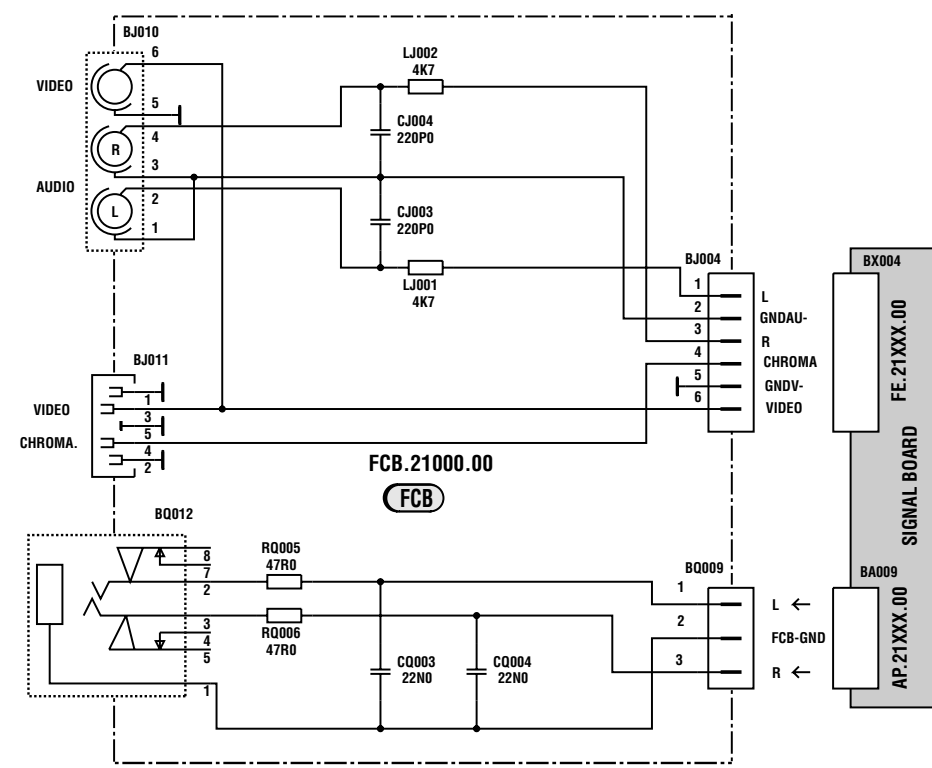 BJ010
6
VIDEO
5
4
R
3
AUDIO
2
L
1
LJ002
4K7
CJ004
220P0
CJ003
220P0
LJ001
4K7
BJ004
1
L
2
GNDAU-
3
R
4
CHROMA
5
GNDV-
6
VIDEO
BX004
FE.21XXX.00
SIGNAL BOARD
BA009
AP.21XXX.00
BJ011
VIDEO
1
3
CHROMA.
5
4
2
FCB.21000.00
FCB
BQ012
8
7
2
3
4
5
1
RQ005
47R0
RQ006
47R0
CQ003
22N0
CQ004
22N0
BQ009
1
L ←
2
FCB-GND
3
R ←